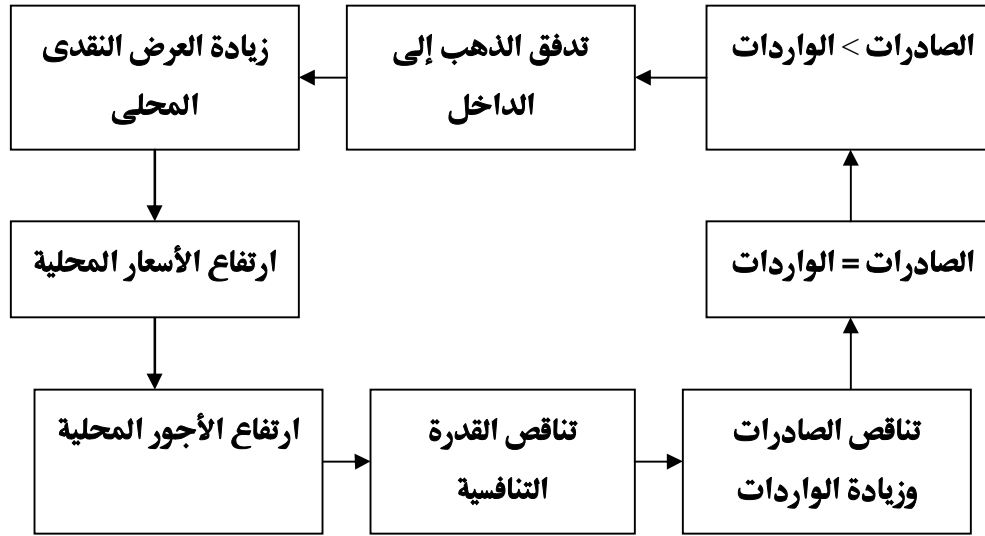 الصادرات > الواردات
تدفق الذهب إلى
الداخل
زيادة العرض النقدى
المحلى
ارتفاع الأسعار المحلية
الصادرات = الواردات
ارتفاع الأجور المحلية
تناقص القدرة
التنافسية
تناقص الصادرات
وزيادة الواردات